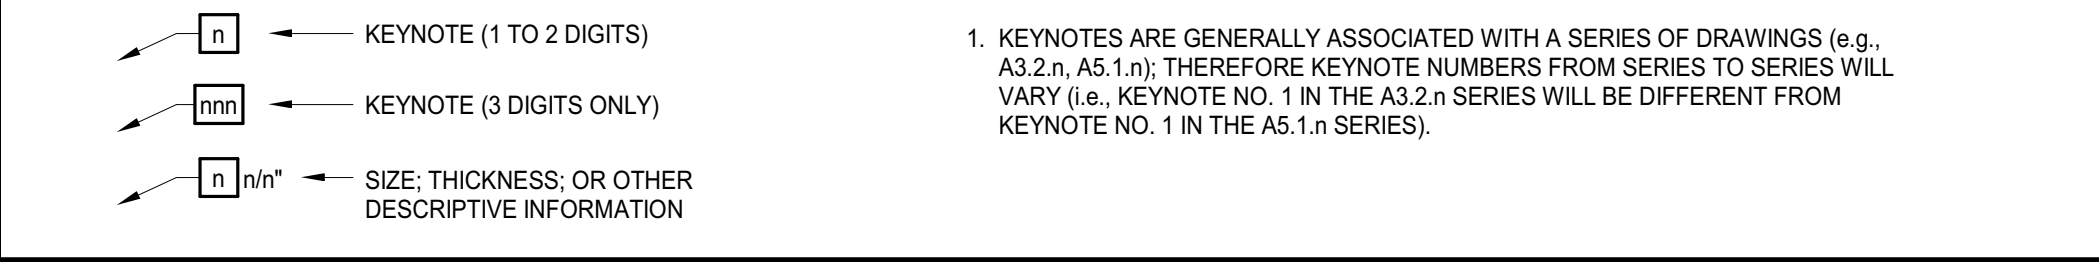 n KEYNOTE (1 TO 2 DIGITS)
nnn KEYNOTE (3 DIGITS ONLY)
n n/n" SIZE; THICKNESS; OR OTHER
DESCRIPTIVE INFORMATION
1. KEYNOTES ARE GENERALLY ASSOCIATED WITH A SERIES OF DRAWINGS (e.g.,
A3.2.n, A5.1.n); THEREFORE KEYNOTE NUMBERS FROM SERIES TO SERIES WILL
VARY (i.e., KEYNOTE NO. 1 IN THE A3.2.n SERIES WILL BE DIFFERENT FROM
KEYNOTE NO. 1 IN THE A5.1.n SERIES).